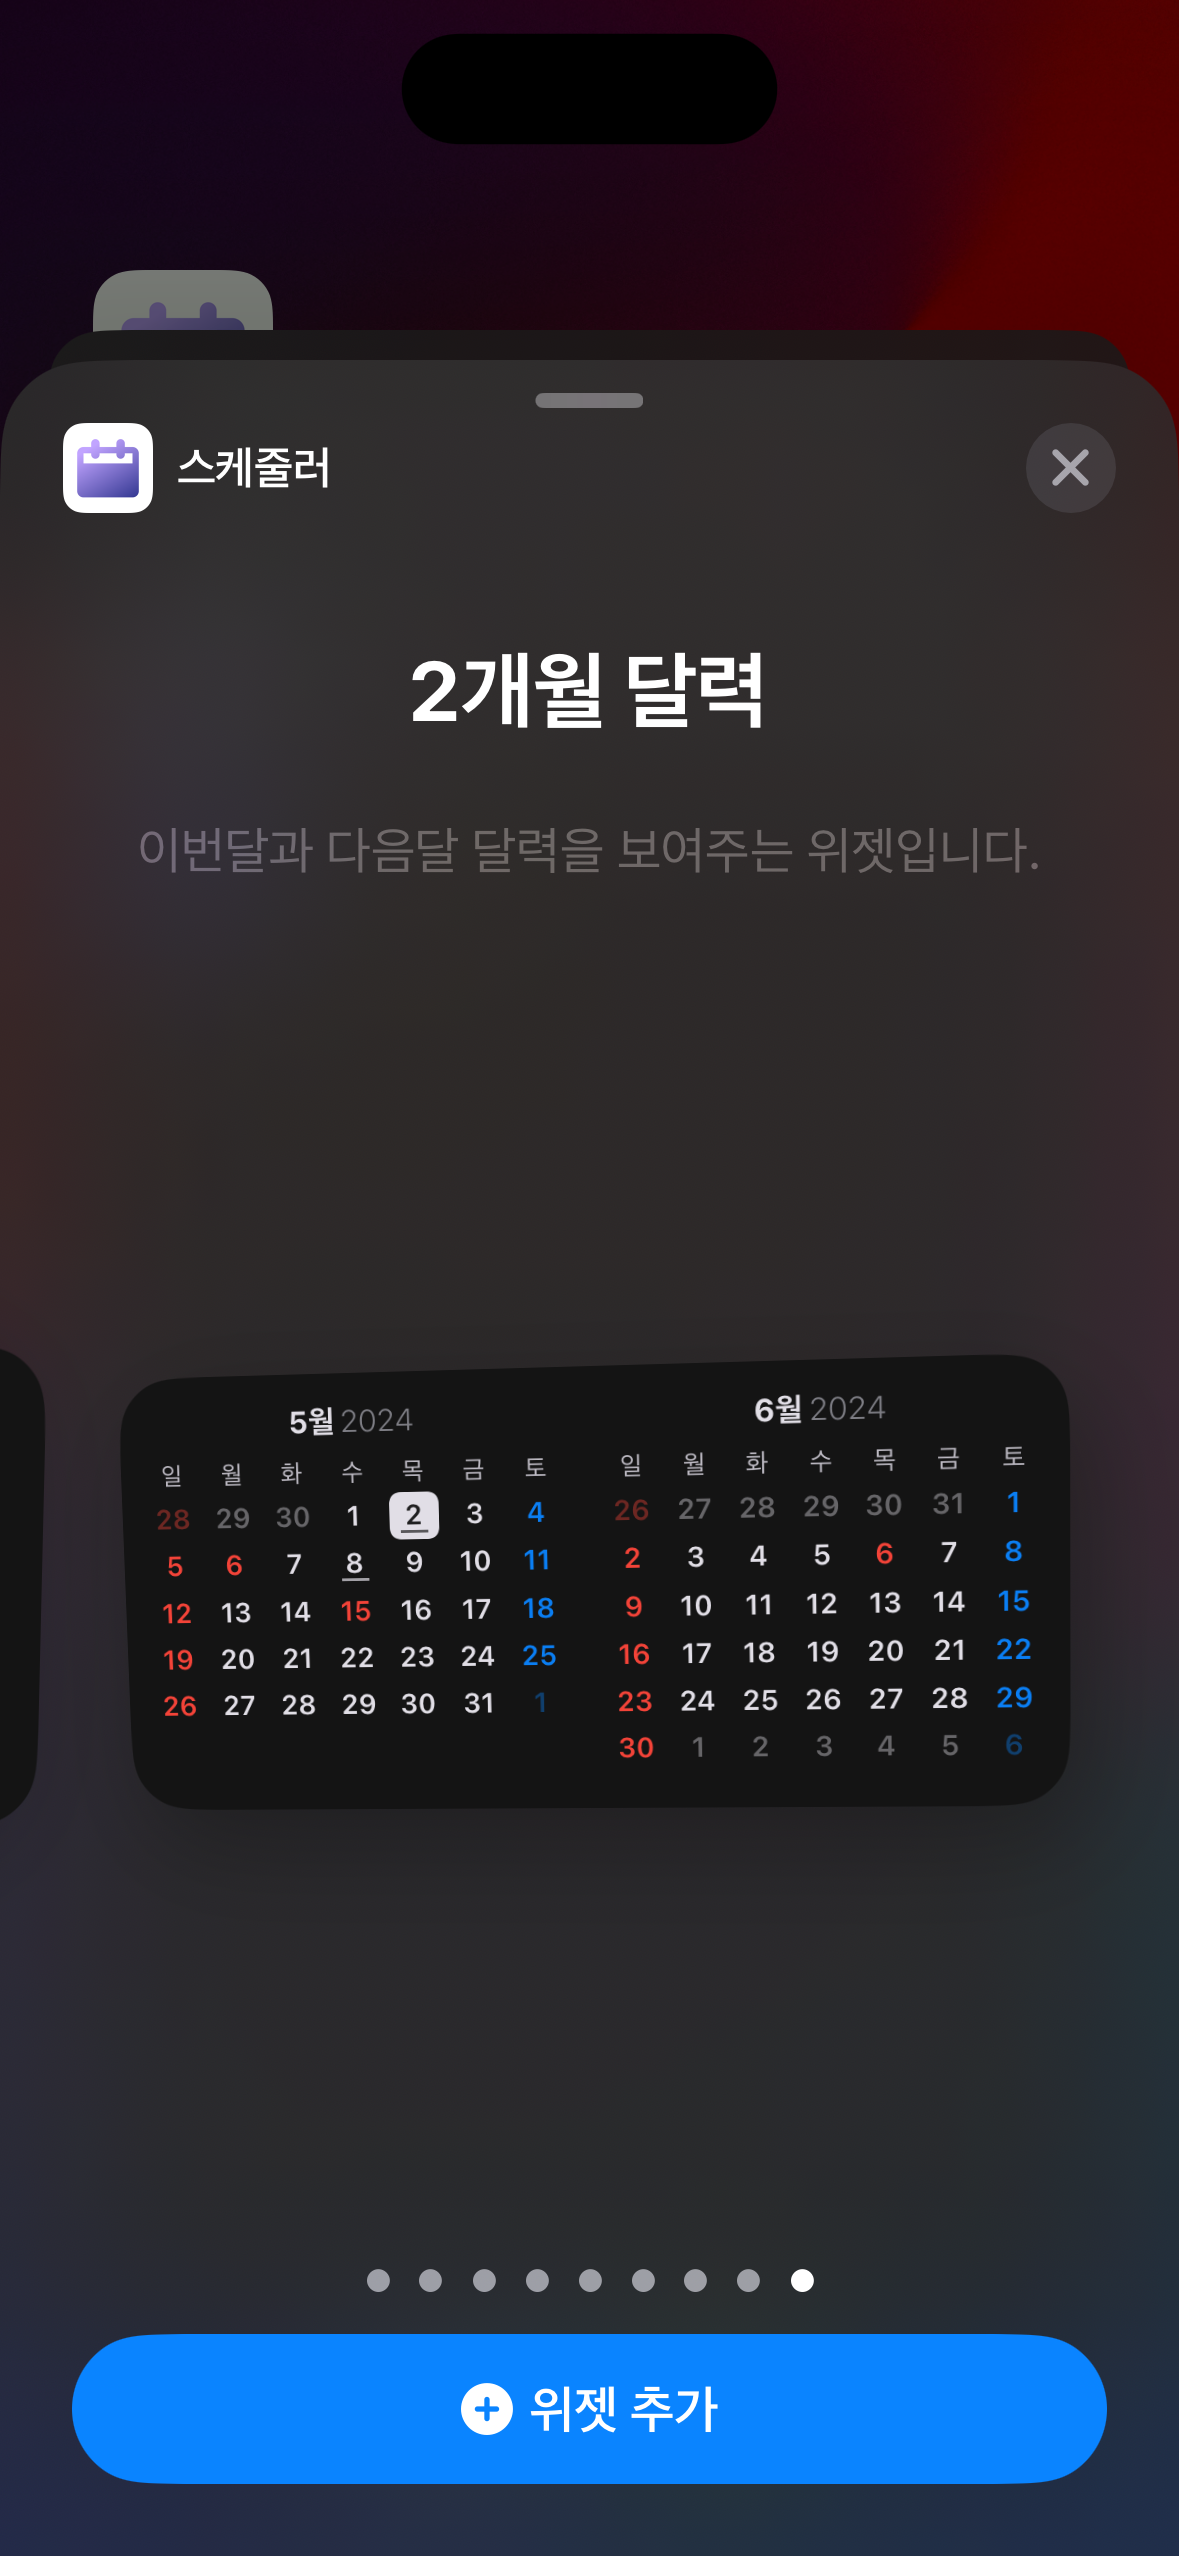 스케줄러
2개월 달력
이번달과 다음달 달력을 보여주는 위젯입니다.
5월 2024
일 월 화 수 목 금 토
28 29 30 1 2 3 4
5 6 7 8 9 10 11
12 13 14 15 16 17 18
19 20 21 22 23 24 25
26 27 28 29 30 31 1
6월 2024
일 월 화 수 목 금 토
26 27 28 29 30 31 1
2 3 4 5 6 7 8
9 10 11 12 13 14 15
16 17 18 19 20 21 22
23 24 25 26 27 28 29
30 1 2 3 4 5 6
위젯 추가